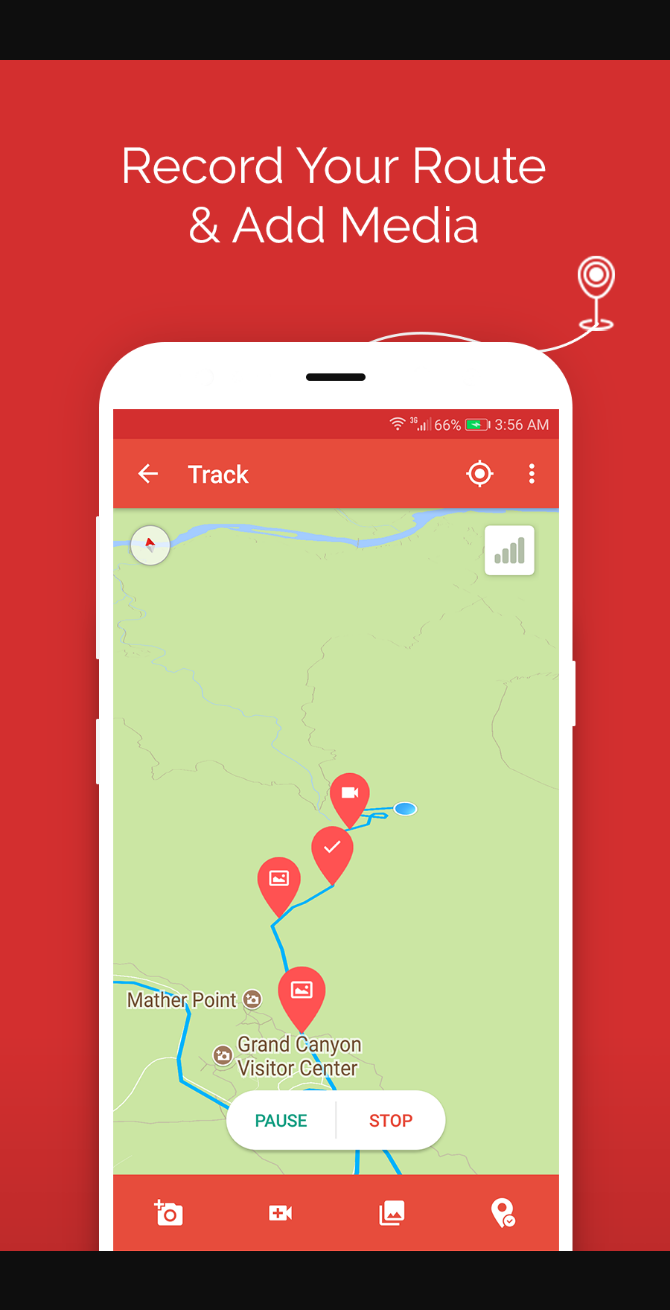 Record Your Route
& Add Media
3G 66% 3:56 AM
Track
Mather Point
Grand Canyon
Visitor Center
PAUSE STOP